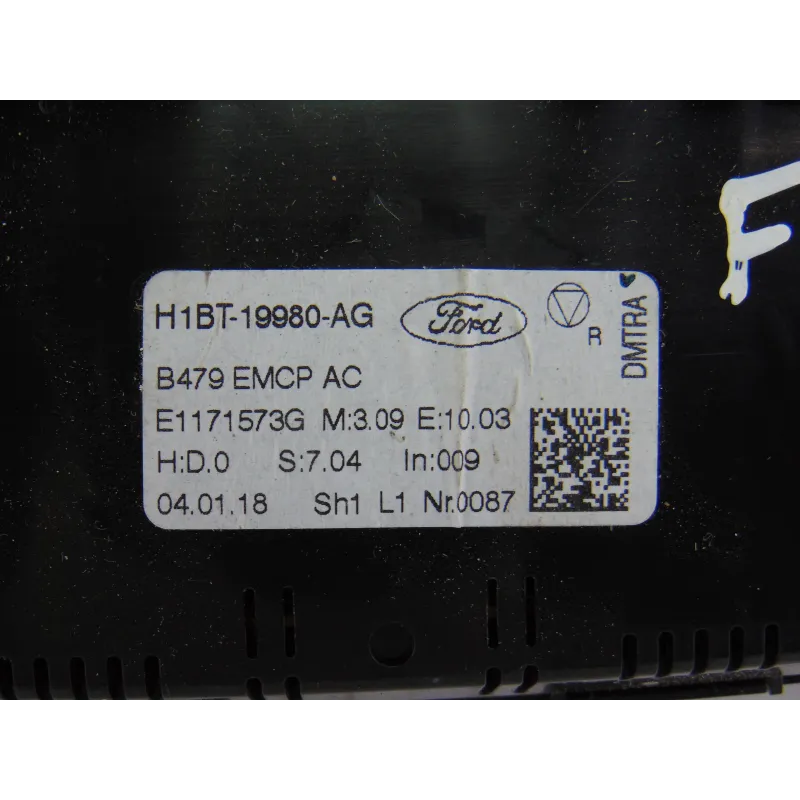 H1BT-19980-AG Ford
R
DMTRA
B479 EMCP AC
E1171573G M:3.09 E:10.03
H:D.0 S:7.04 In:009
04.01.18 Sh1 L1 Nr.0087
F